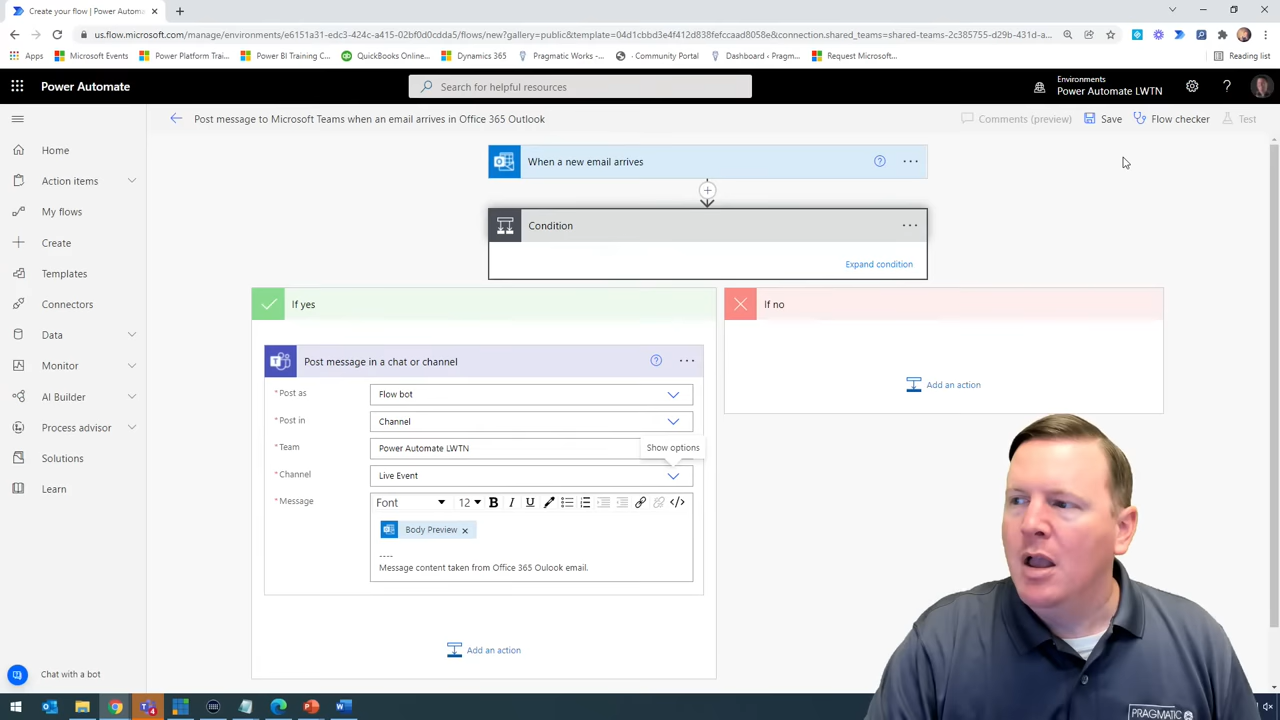 Create your flow | Power Automate
us.flow.microsoft.com/manage/environments/e6151a31-edc3-424c-a415-02bf0d0cdda5/flows/new?gallery=public&template=04d1cbbd3e4f412d838fefccaad8058e&connection.shared_teams=shared-teams-2c385755-d29b-431d-a...
Apps
Microsoft Events
Power Platform Trai...
Power BI Training C...
QuickBooks Online...
Dynamics 365
Pragmatic Works -...
· Community Portal
Dashboard ‹ Pragm...
Request Microsoft...
Reading list
Power Automate
Search for helpful resources
Environments
Power Automate LWTN
Post message to Microsoft Teams when an email arrives in Office 365 Outlook
Comments (preview)
Save
Flow checker
Test
Home
Action items
My flows
Create
Templates
Connectors
Data
Monitor
AI Builder
Process advisor
Solutions
Learn
Chat with a bot
When a new email arrives
Condition
Expand condition
If yes
If no
Post message in a chat or channel
* Post as
Flow bot
* Post in
Channel
* Team
Power Automate LWTN
Show options
* Channel
Live Event
* Message
Font
12
B I U
Body Preview x
----
Message content taken from Office 365 Oulook email.
Add an action
Add an action
PRAGMATIC